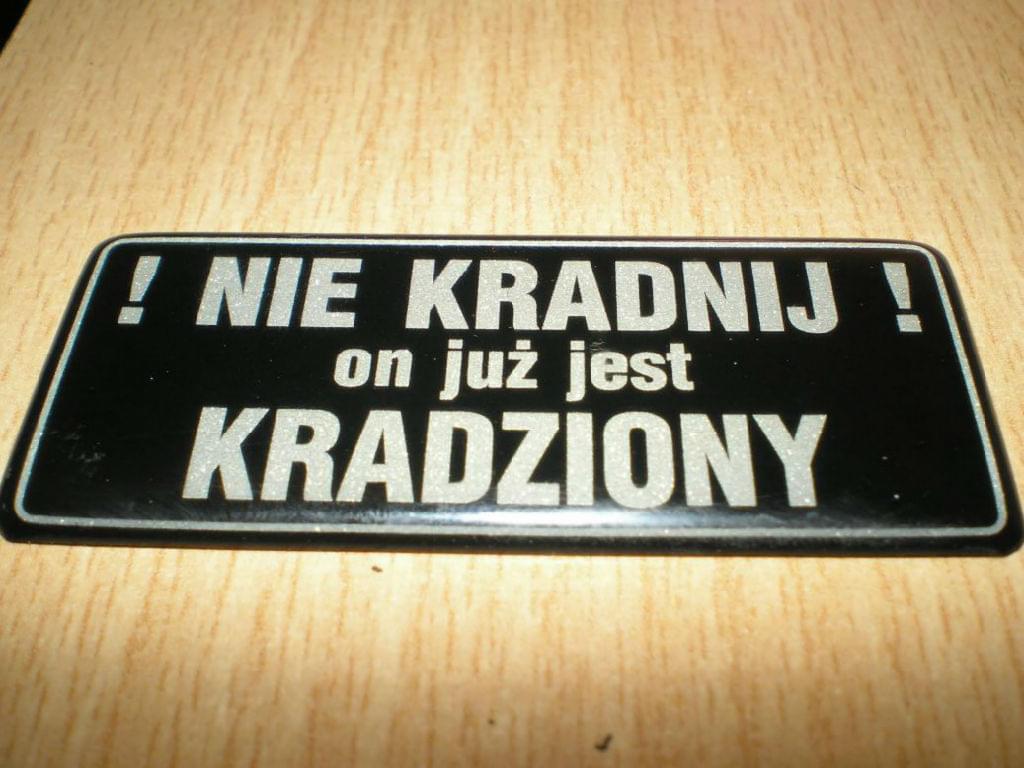 ! NIE KRADNIJ !
on już jest
KRADZIONY